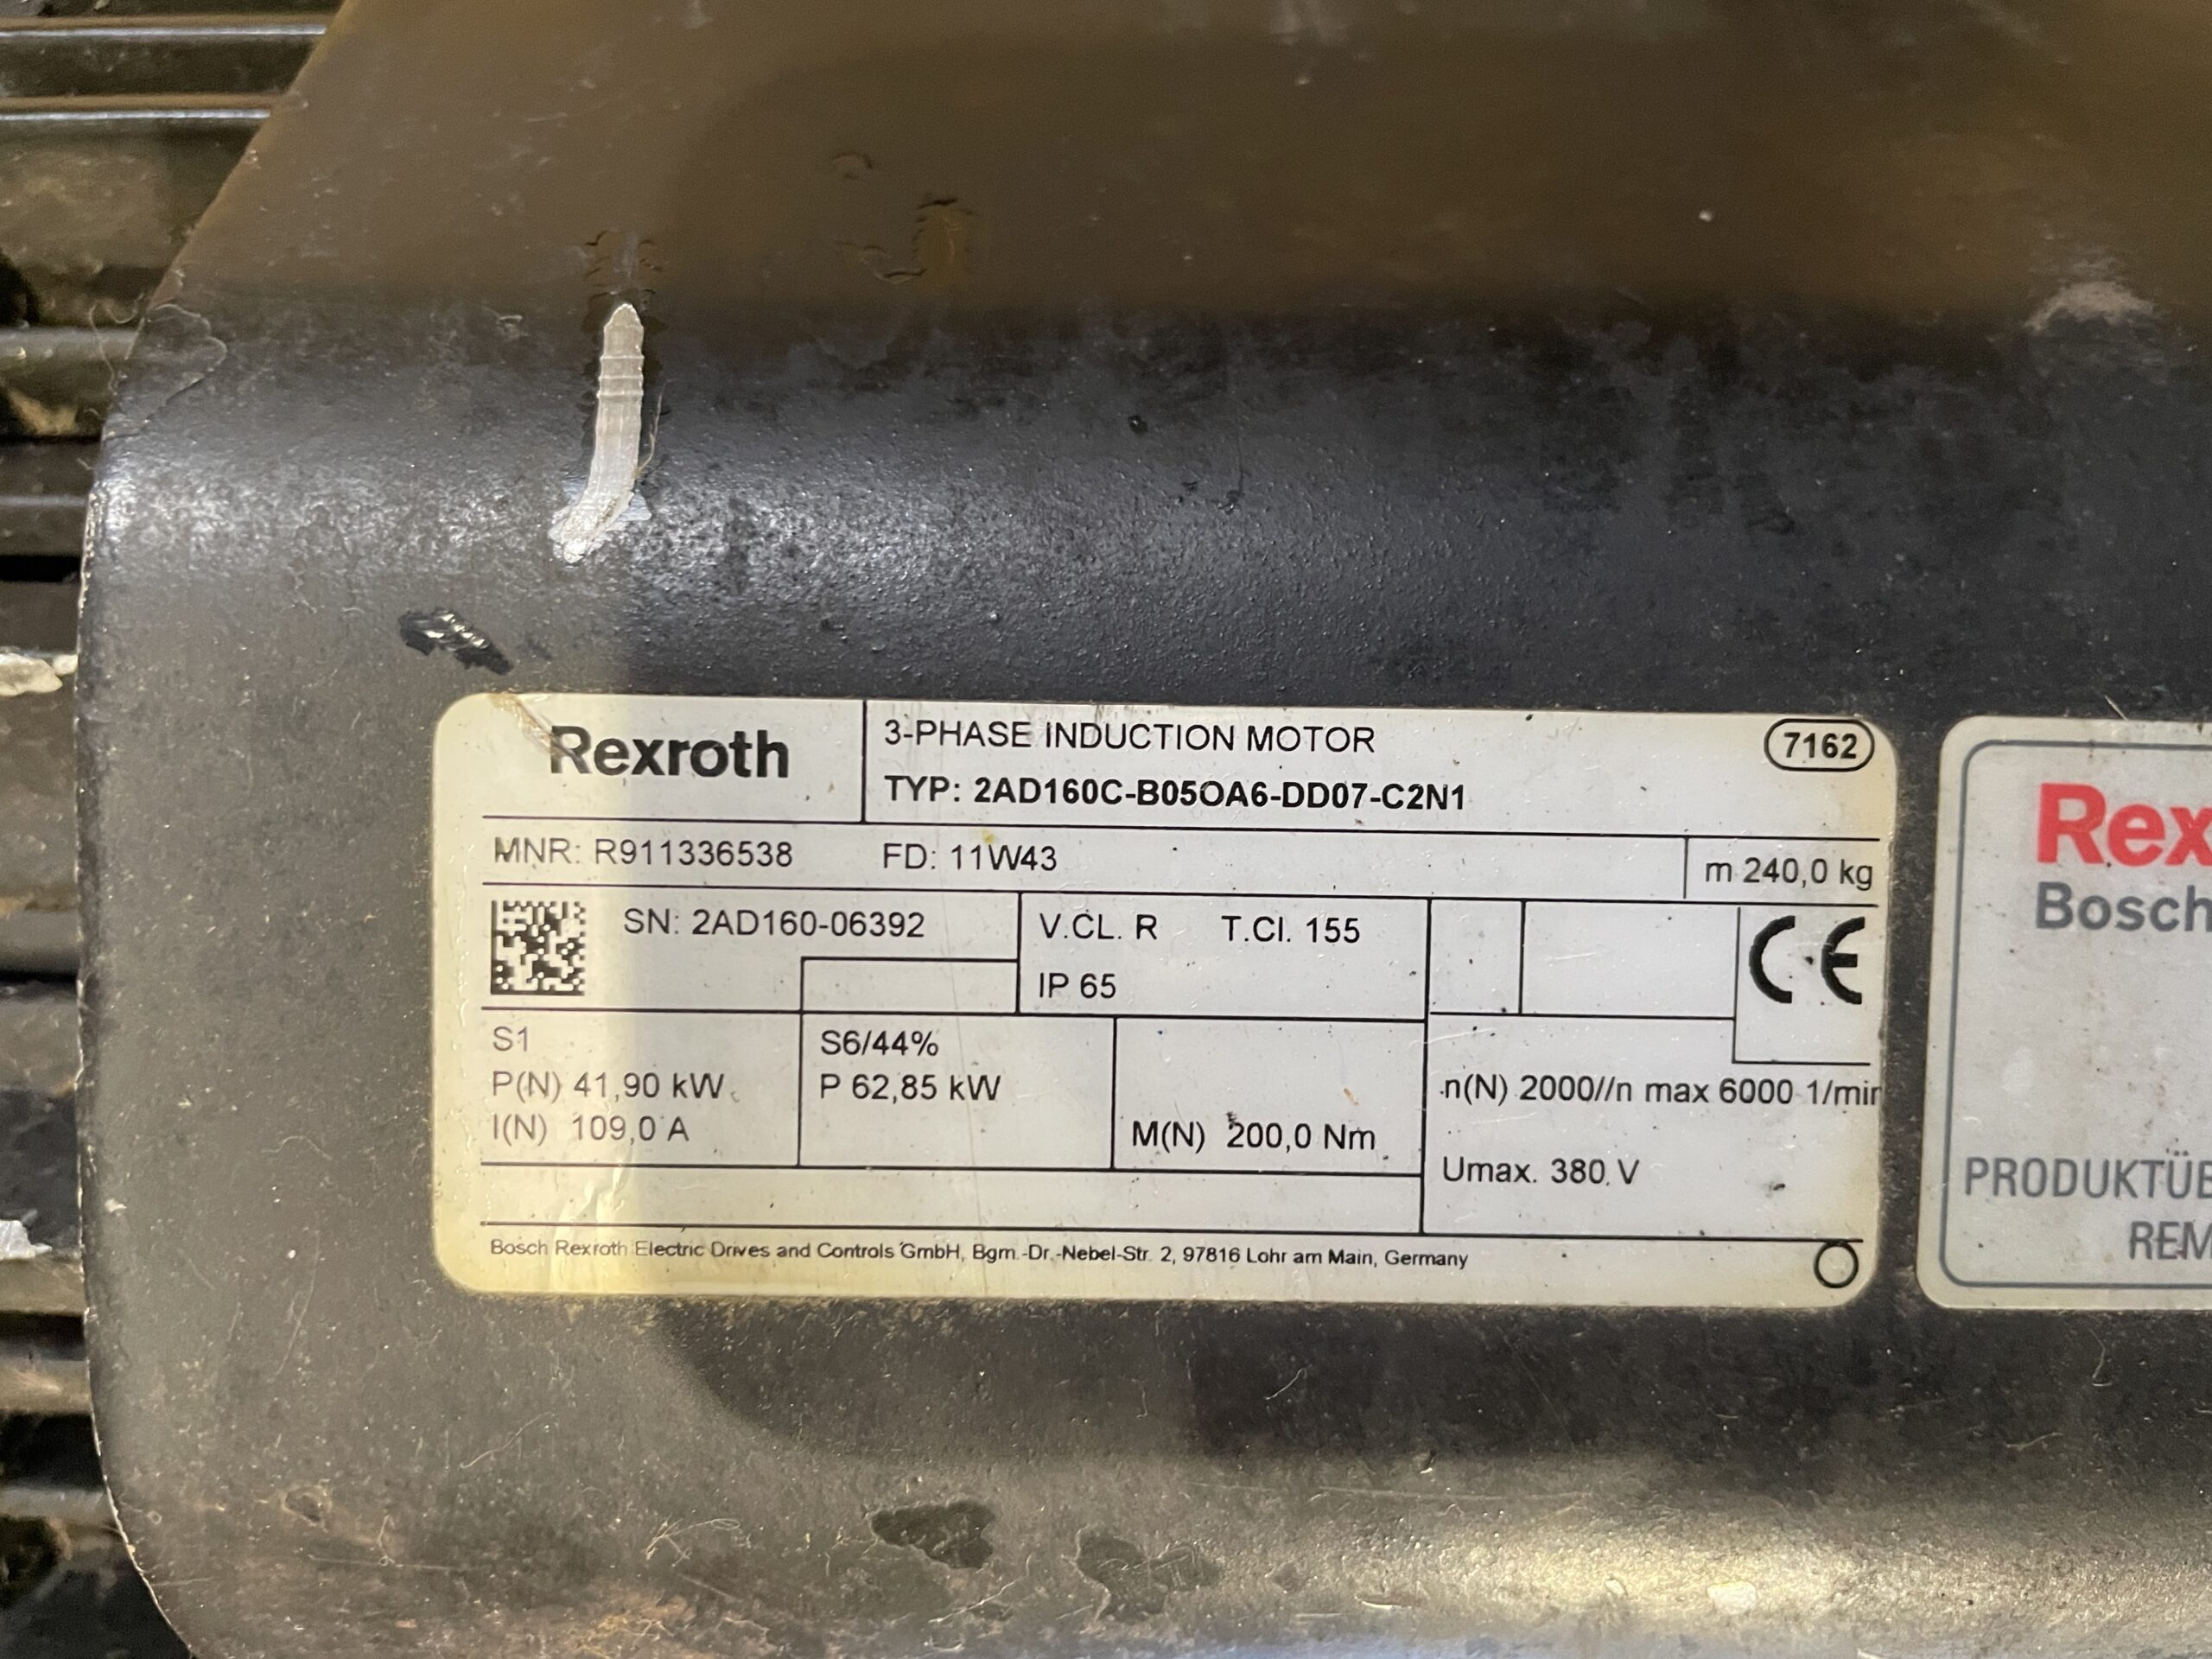 Rexroth
3-PHASE INDUCTION MOTOR
7162
TYP: 2AD160C-B05OA6-DD07-C2N1
MNR: R911336538 FD: 11W43
m 240,0 kg
SN: 2AD160-06392
V.CL. R T.Cl. 155
IP 65
CE
S1
P(N) 41,90 kW
I(N) 109,0 A
S6/44%
P 62,85 kW
M(N) 200,0 Nm
n(N) 2000//n max 6000 1/min
Umax. 380 V
Bosch Rexroth Electric Drives and Controls GmbH, Bgm.-Dr.-Nebel-Str. 2, 97816 Lohr am Main, Germany
Rex
Bosch
PRODUKTÜB
REM